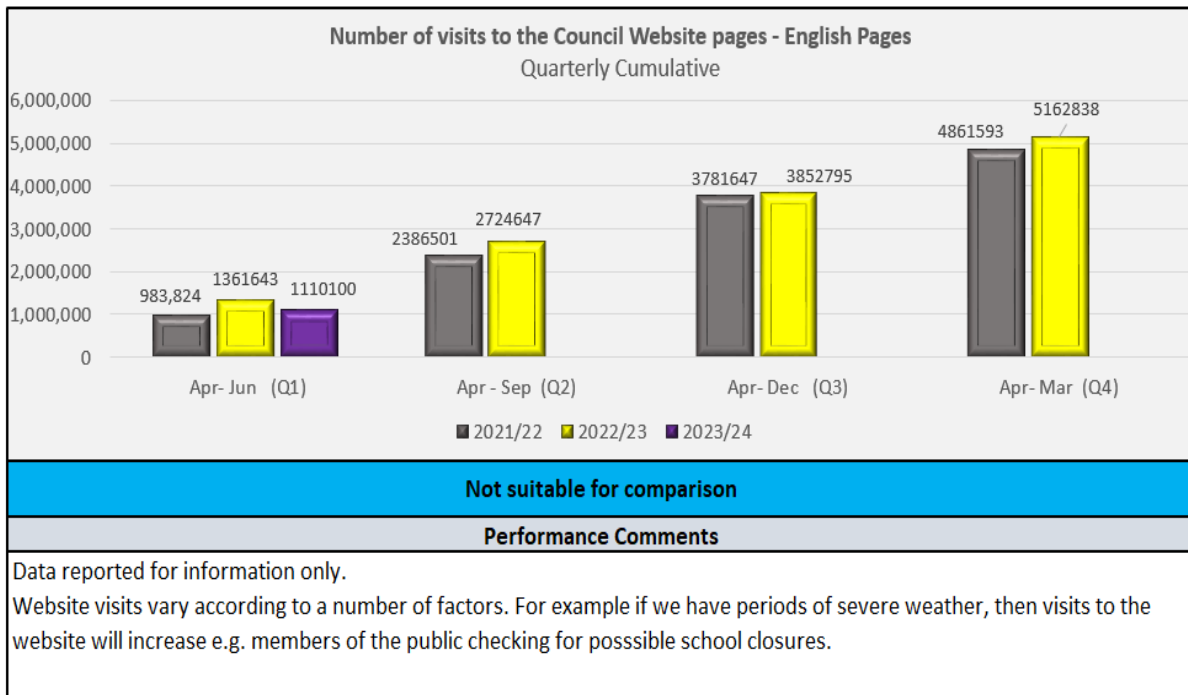 Number of visits to the Council Website pages - English Pages
Quarterly Cumulative
6,000,000
5,000,000
4,000,000
3,000,000
2,000,000
1,000,000
0
983,824
1361643
1110100
2386501
2724647
3781647
3852795
4861593
5162838
Apr- Jun (Q1)
Apr - Sep (Q2)
Apr- Dec (Q3)
Apr- Mar (Q4)
2021/22
2022/23
2023/24
Not suitable for comparison
Performance Comments
Data reported for information only.
Website visits vary according to a number of factors. For example if we have periods of severe weather, then visits to the
website will increase e.g. members of the public checking for posssible school closures.